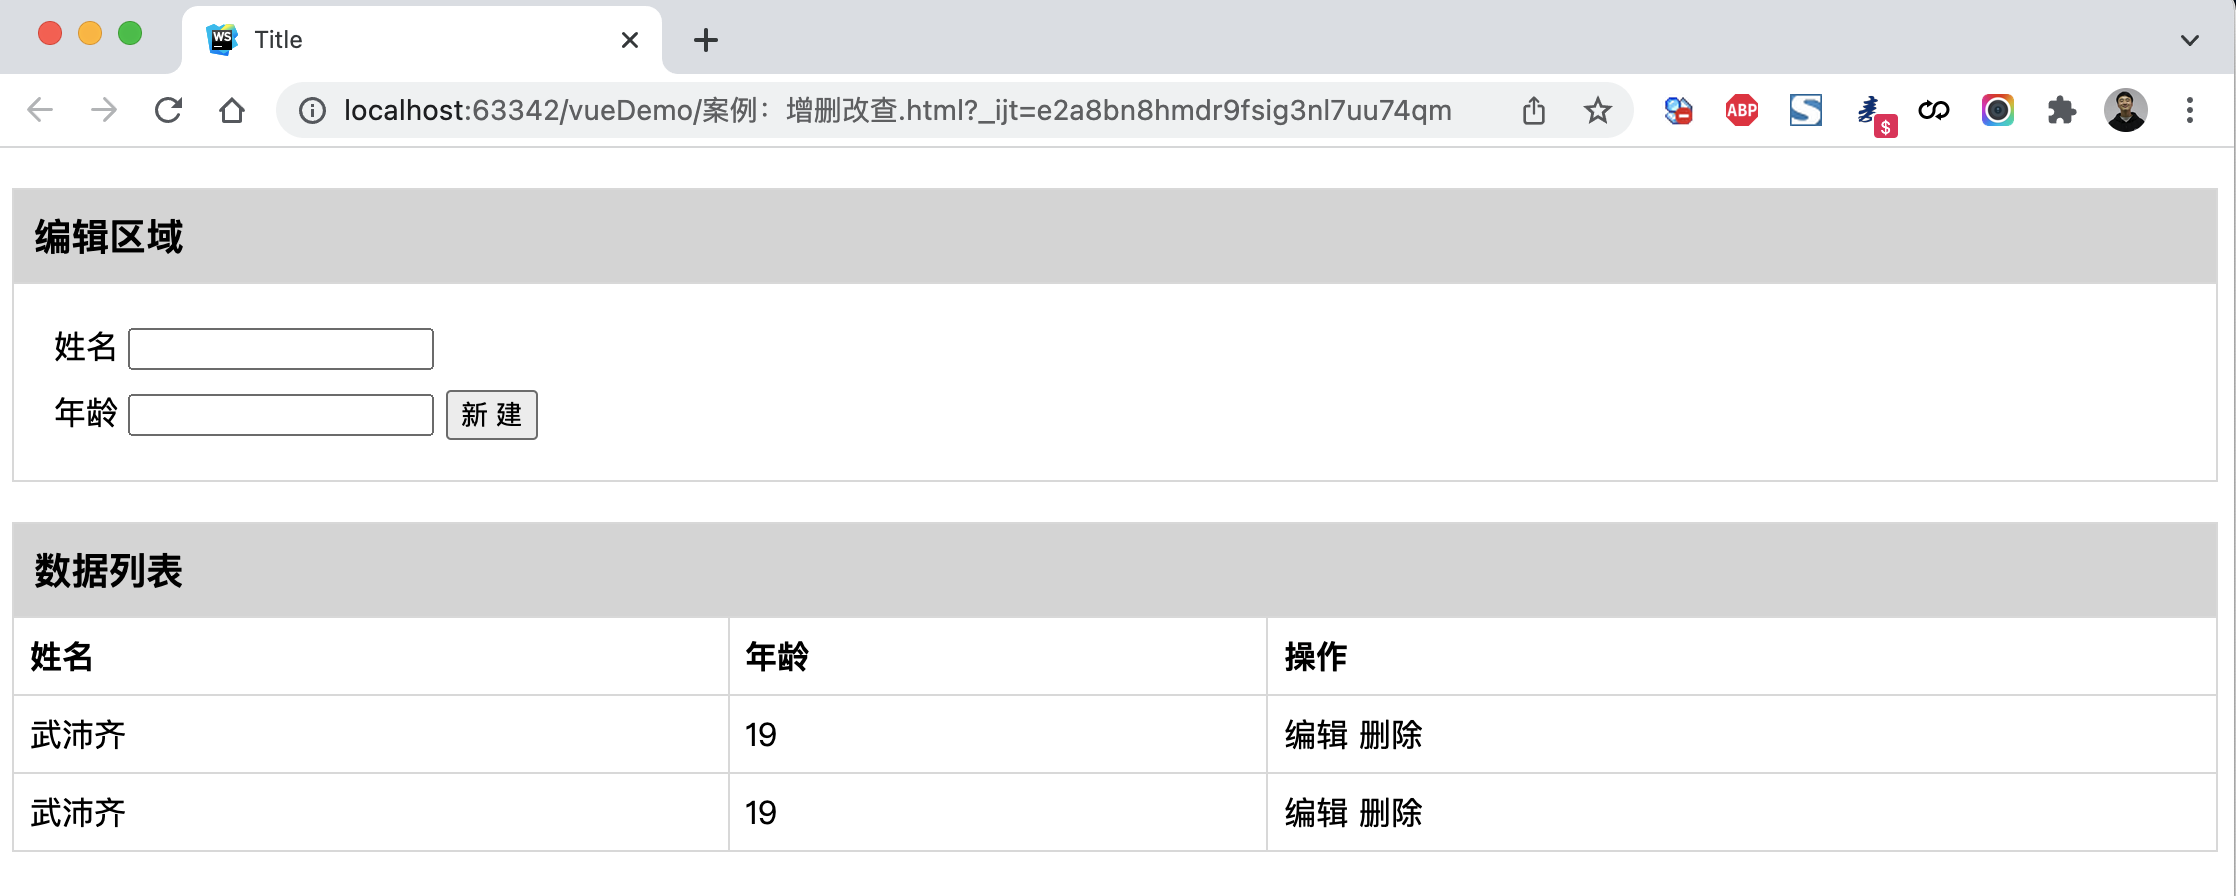 WS Title
localhost:63342/vueDemo/案例：增删改查.html?_ijt=e2a8bn8hmdr9fsig3nl7uu74qm ABP S $
编辑区域
姓名
年龄 新 建
数据列表
姓名 年龄 操作
武沛齐 19 编辑 删除
武沛齐 19 编辑 删除